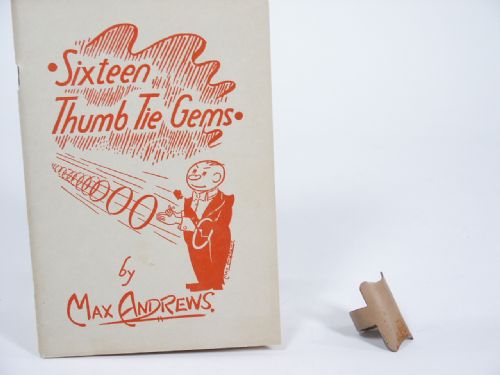 Sixteen
Thumb Tie Gems
by
MAX ANDREWS.